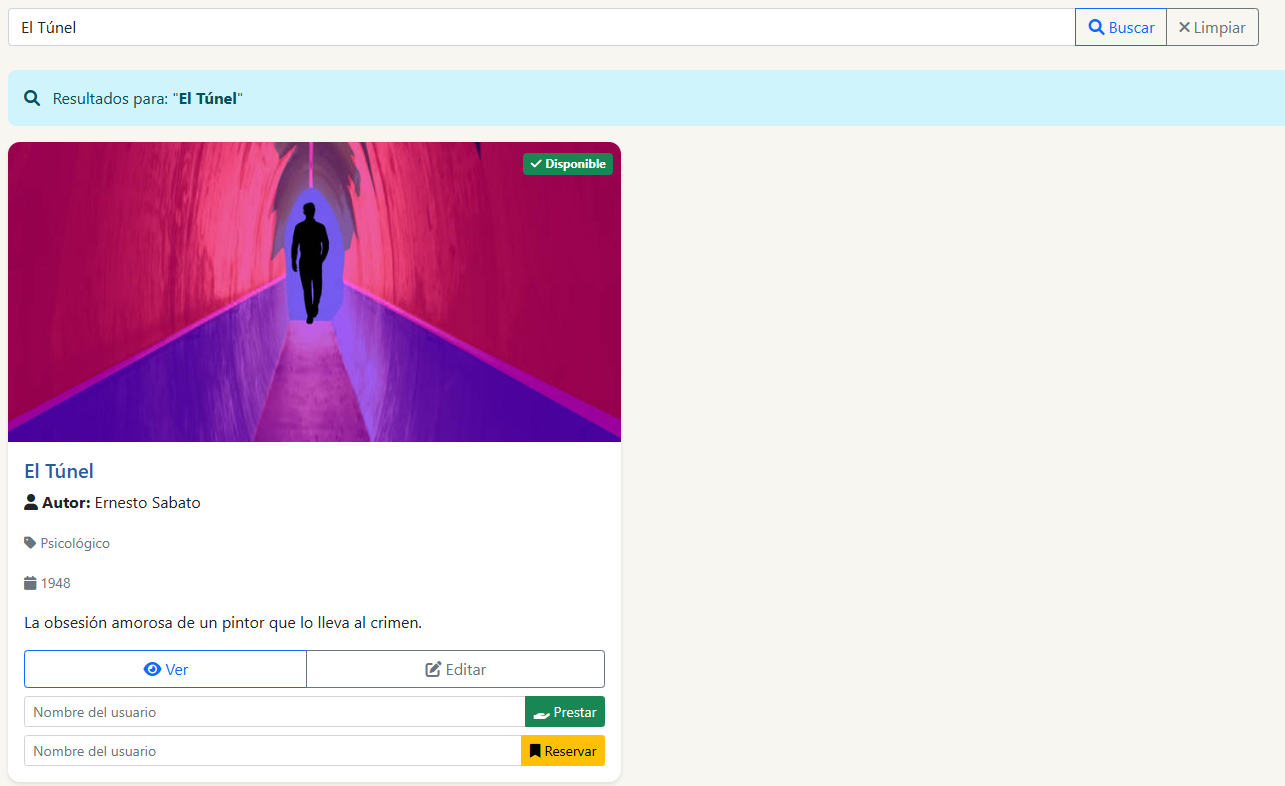 El Túnel
Buscar
Limpiar
Resultados para: "El Túnel"
Disponible
El Túnel
Autor: Ernesto Sabato
Psicológico
1948
La obsesión amorosa de un pintor que lo lleva al crimen.
Ver
Editar
Nombre del usuario
Prestar
Nombre del usuario
Reservar